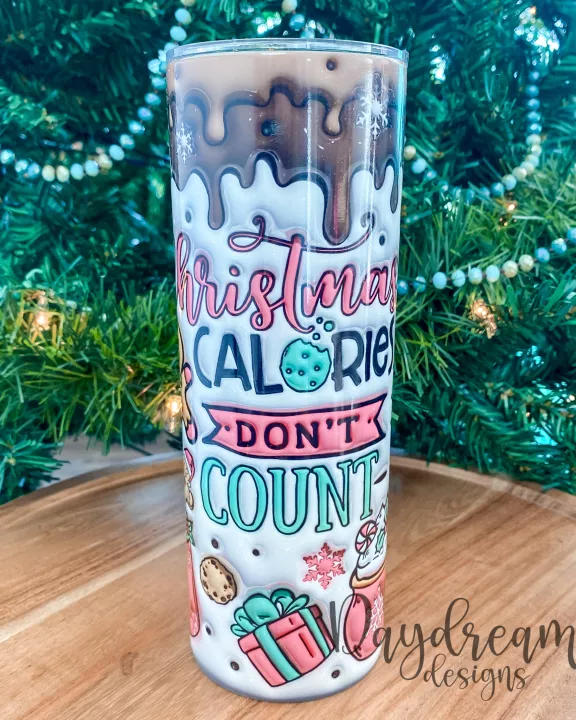 Christmas
CALORIES
DON'T
COUNT
Daydream
designs